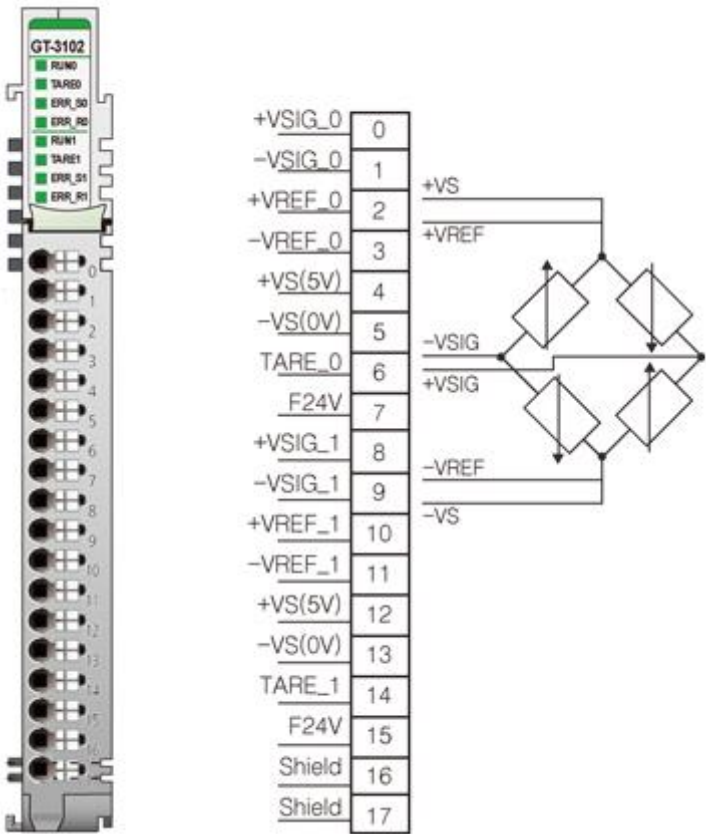 GT-3102
RUN0
TARE0
ERR_S0
ERR_R0
RUN1
TARE1
ERR_S1
ERR_R1
0
1
2
3
4
5
6
7
8
9
10
11
12
13
14
15
16
+VSIG_0 0
-VSIG_0 1
+VREF_0 2
-VREF_0 3
+VS(5V) 4
-VS(0V) 5
TARE_0 6
F24V 7
+VSIG_1 8
-VSIG_1 9
+VREF_1 10
-VREF_1 11
+VS(5V) 12
-VS(0V) 13
TARE_1 14
F24V 15
Shield 16
Shield 17
+VS
+VREF
-VSIG
+VSIG
-VREF
-VS